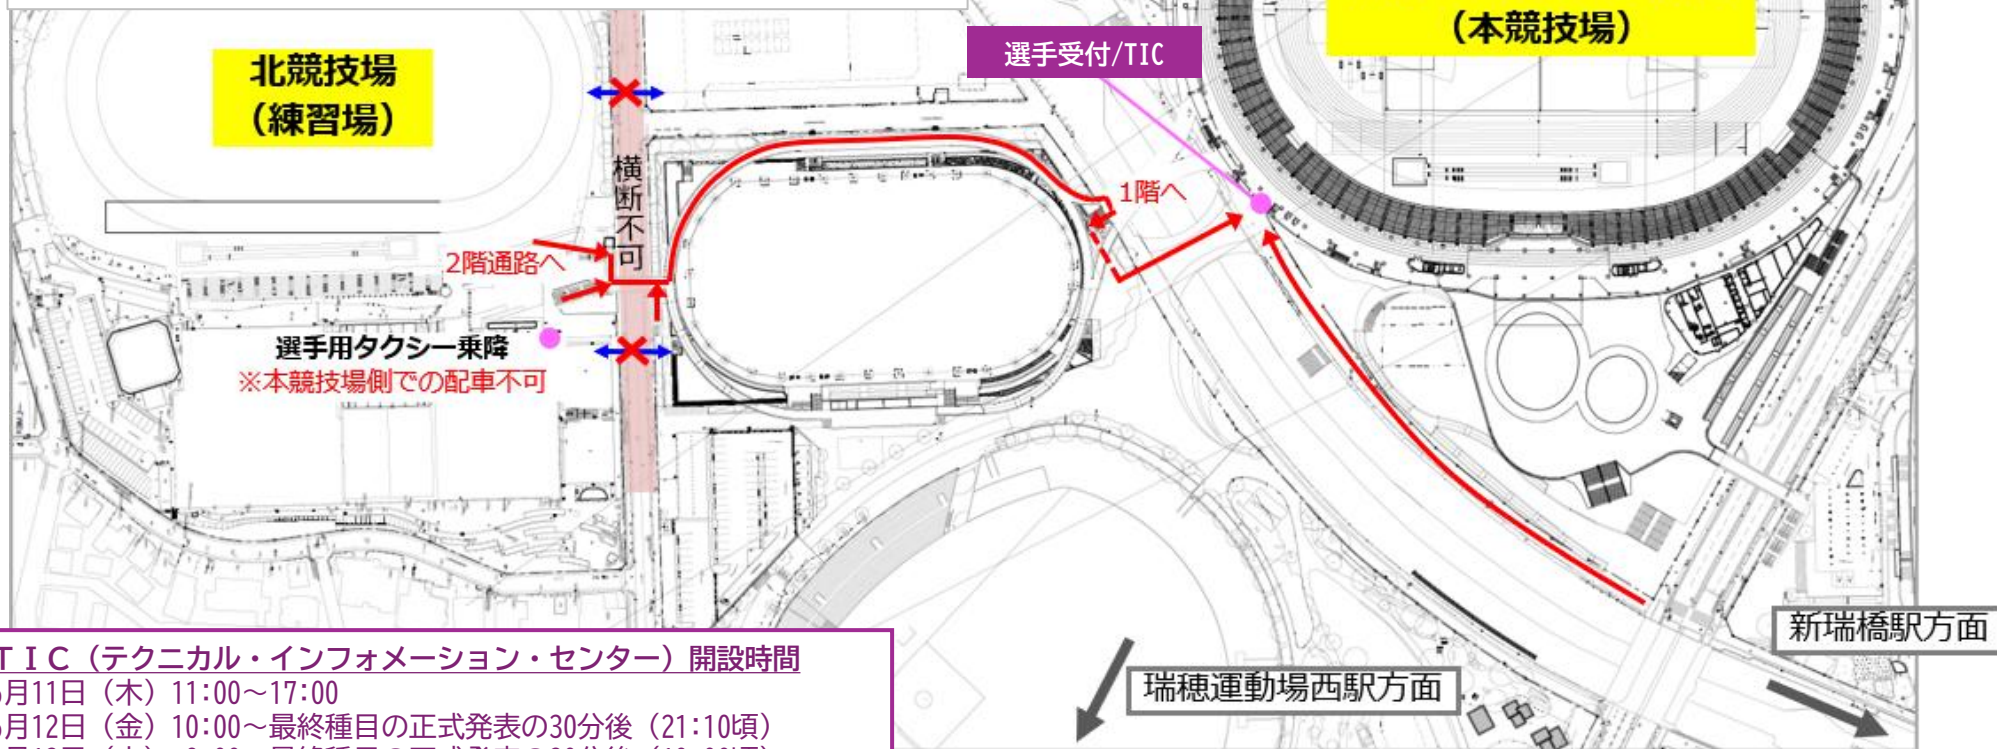 (本競技場)
選手受付/TIC
北競技場
(練習場)
横断不可
1階へ
2階通路へ
選手用タクシー乗降
※本競技場側での配車不可
新瑞橋駅方面
瑞穂運動場西駅方面
TIC(テクニカル・インフォメーション・センター)開設時間
月11日(木)11:00~17:00
月12日(金)10:00~最終種目の正式発表の30分後(21:10頃)